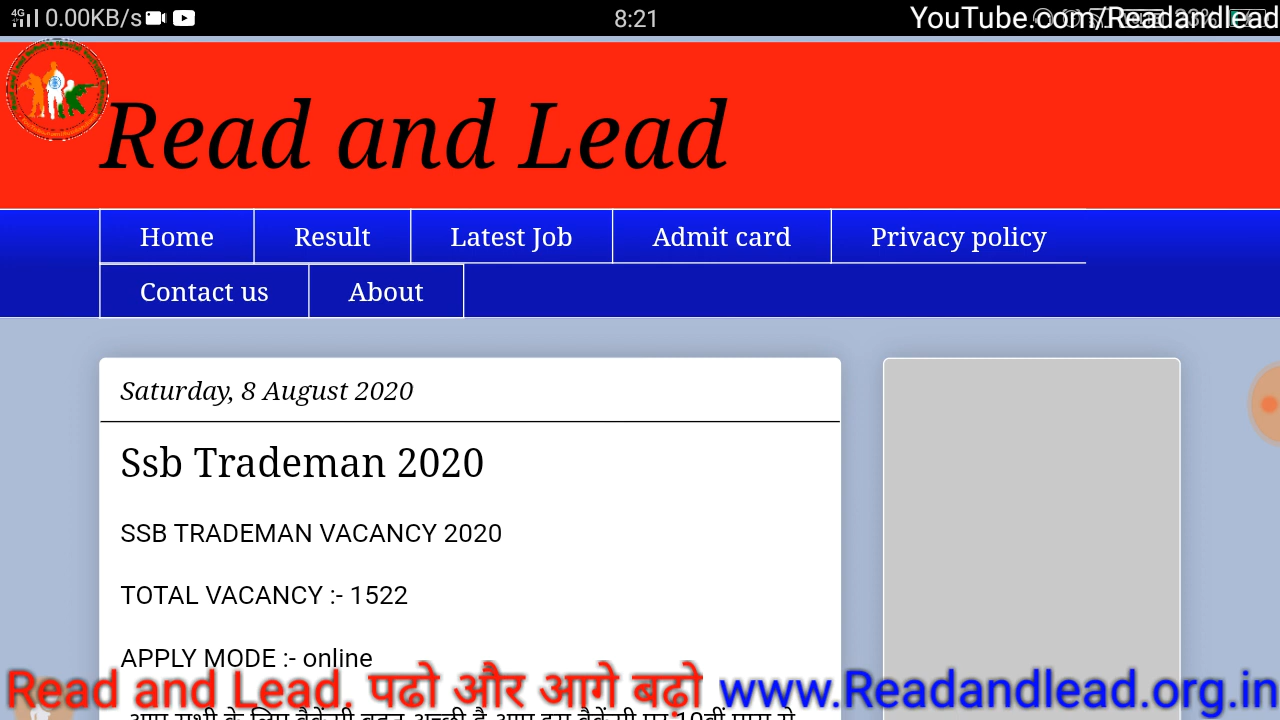 4G 0.00KB/s 8:21 YouTube.com/Readandlead
Read and Lead
Home Result Latest Job Admit card Privacy policy
Contact us About
Saturday, 8 August 2020
Ssb Trademan 2020
SSB TRADEMAN VACANCY 2020
TOTAL VACANCY :- 1522
APPLY MODE :- online
Read and Lead. पढो और आगे बढ़ो www.Readandlead.org.in